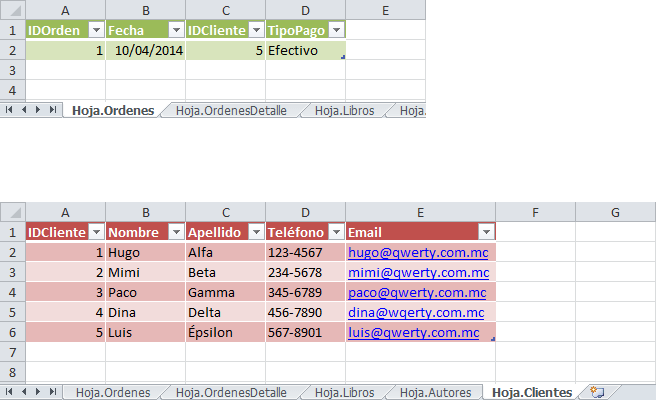 A B C D E
1 IDOrden Fecha IDCliente TipoPago
2 1 10/04/2014 5 Efectivo
3
4
Hoja.Ordenes Hoja.OrdenesDetalle Hoja.Libros Hoja.
A B C D E F G
1 IDCliente Nombre Apellido Teléfono Email
2 1 Hugo Alfa 123-4567 hugo@qwerty.com.mc
3 2 Mimi Beta 234-5678 mimi@qwerty.com.mc
4 3 Paco Gamma 345-6789 paco@qwerty.com.mc
5 4 Dina Delta 456-7890 dina@wqerty.com.mc
6 5 Luis Épsilon 567-8901 luis@qwerty.com.mc
7
8
Hoja.Ordenes Hoja.OrdenesDetalle Hoja.Libros Hoja.Autores Hoja.Clientes